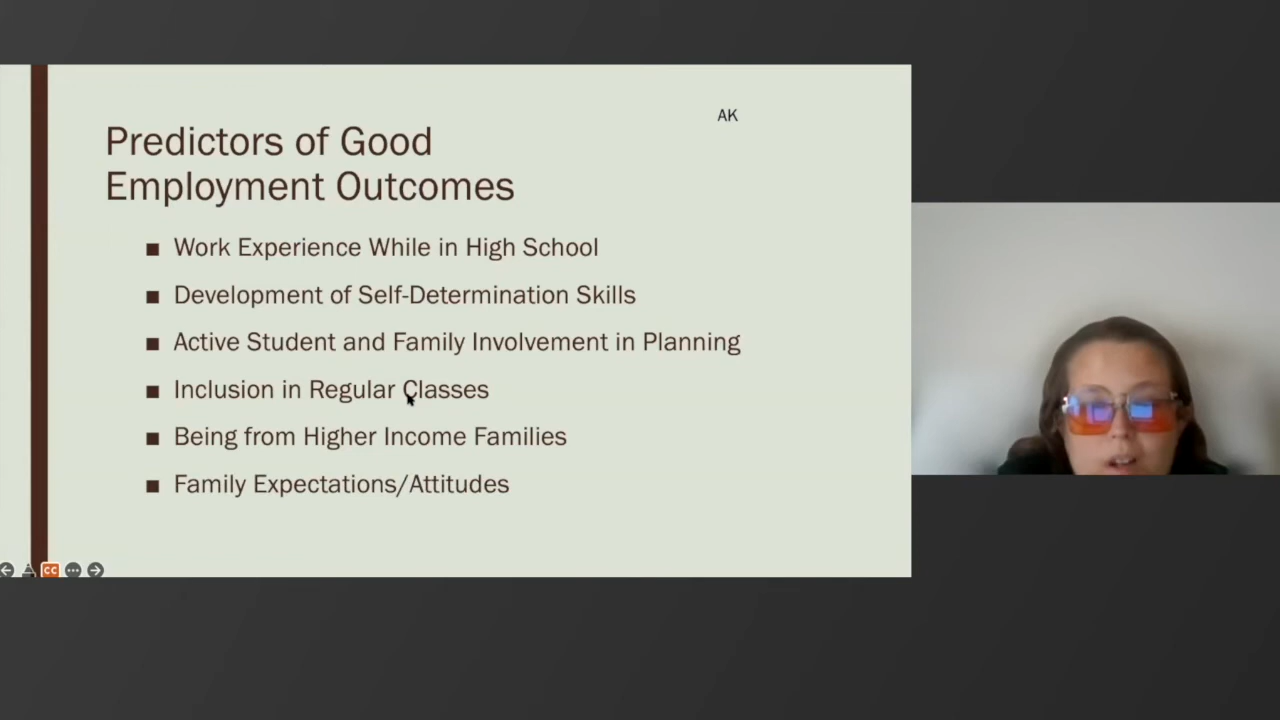 AK
Predictors of Good
Employment Outcomes
■ Work Experience While in High School
■ Development of Self-Determination Skills
■ Active Student and Family Involvement in Planning
■ Inclusion in Regular Classes
■ Being from Higher Income Families
■ Family Expectations/Attitudes
CC